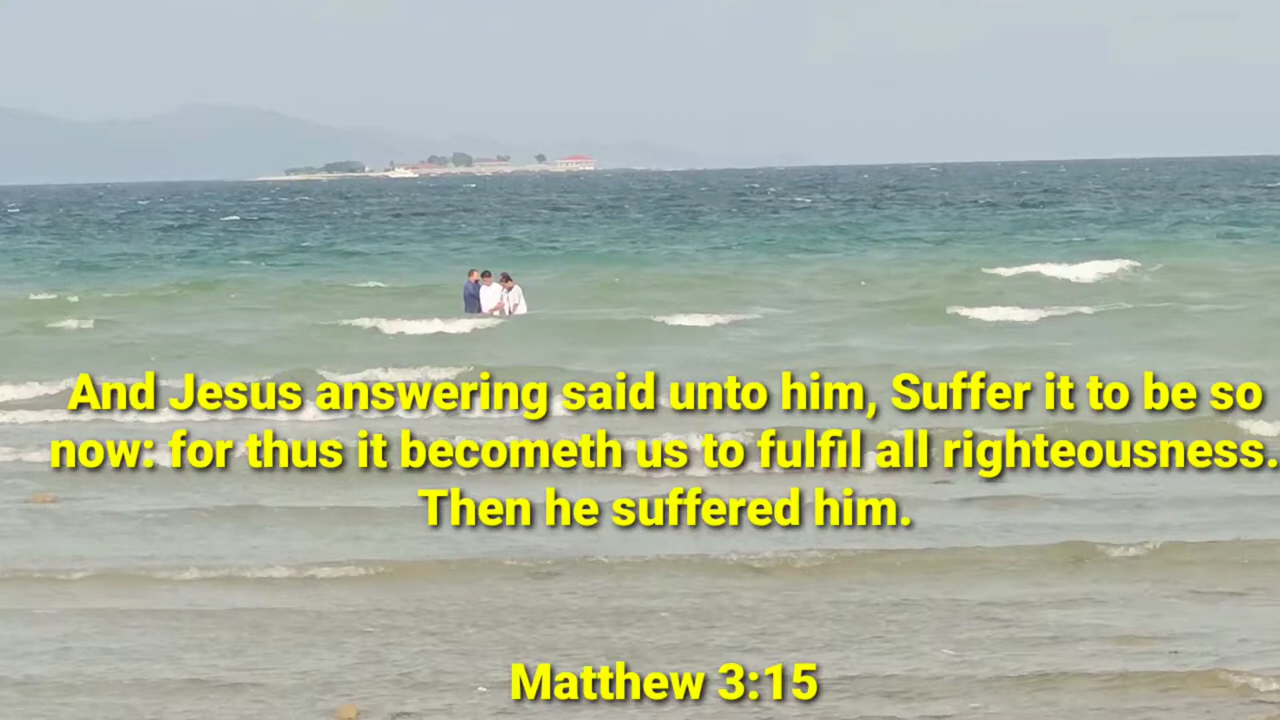 And Jesus answering said unto him, Suffer it to be so
now: for thus it becometh us to fulfil all righteousness.
Then he suffered him.
Matthew 3:15